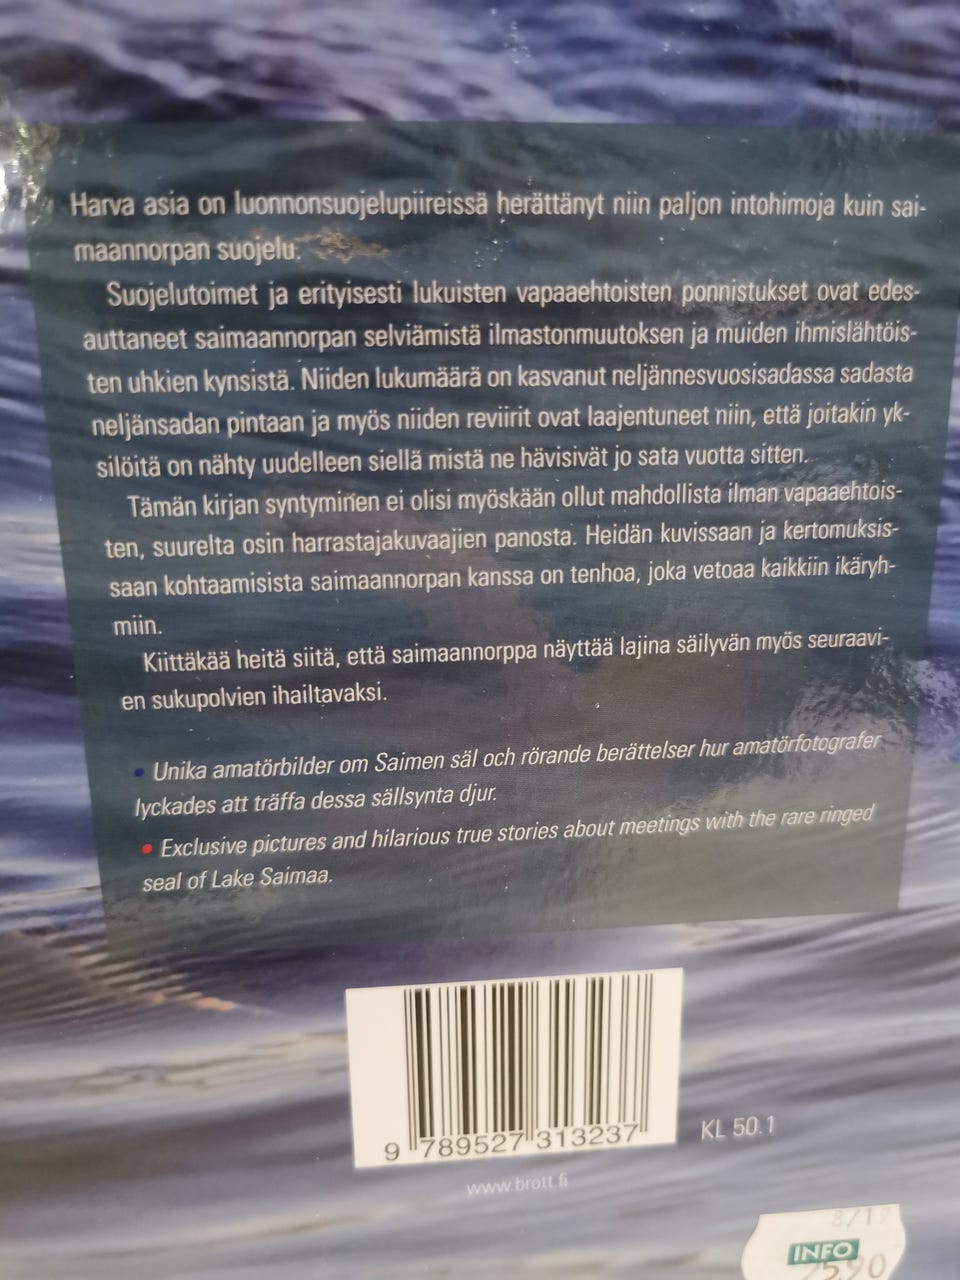 Harva asia on luonnonsuojelupiireissä herättänyt niin paljon intohimoja kuin sai-
maannorpan suojelu.
Suojelutoimet ja erityisesti lukuisten vapaaehtoisten ponnistukset ovat edes-
auttaneet saimaannorpan selviämistä ilmastonmuutoksen ja muiden ihmislähtöis-
ten uhkien kynsistä. Niiden lukumäärä on kasvanut neljännesvuosisadassa sadasta
neljänsadan pintaan ja myös niiden reviirit ovat laajentuneet niin, että joitakin yk-
silöitä on nähty uudelleen siellä mistä ne hävisivät jo sata vuotta sitten.
Tämän kirjan syntyminen ei olisi myöskään ollut mahdollista ilman vapaaehtois-
ten, suurelta osin harrastajakuvaajien panosta. Heidän kuvissaan ja kertomuksis-
saan kohtaamisista saimaannorpan kanssa on tenhoa, joka vetoaa kaikkiin ikäryh-
miin.
Kiittäkää heitä siitä, että saimaannorppa näyttää lajina säilyvän myös seuraavi-
en sukupolvien ihailtavaksi.
• Unika amatörbilder om Saimen säl och rörande berättelser hur amatörfotografer
lyckades att träffa dessa sällsynta djur.
• Exclusive pictures and hilarious true stories about meetings with the rare ringed
seal of Lake Saimaa.
9 789527 313237
KL 50.1
www.brott.fi
8/19
INFO